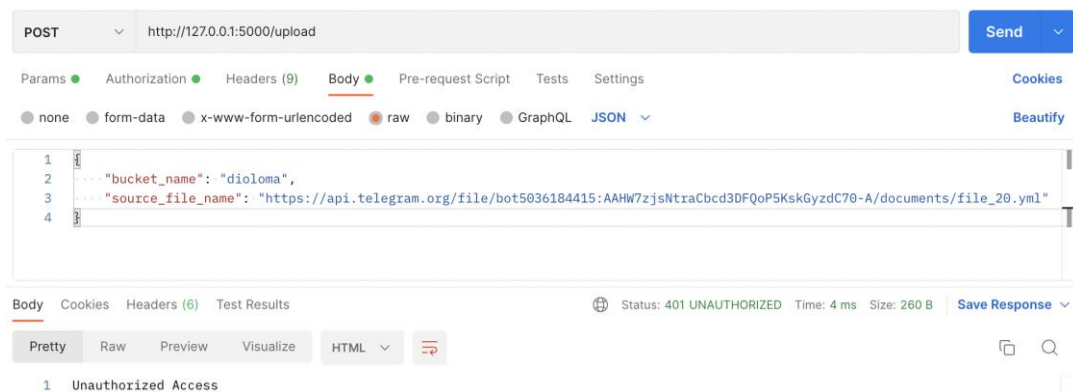 POST http://127.0.0.1:5000/upload Send
Params Authorization Headers (9) Body Pre-request Script Tests Settings Cookies
none form-data x-www-form-urlencoded raw binary GraphQL JSON Beautify
1 {
2 "bucket_name": "dioloma",
3 "source_file_name": "https://api.telegram.org/file/bot5036184415:AAHW7zjsNtraCbcd3DFQoP5KskGyzdC70-A/documents/file_20.yml"
4 }
Body Cookies Headers (6) Test Results Status: 401 UNAUTHORIZED Time: 4 ms Size: 260 B Save Response
Pretty Raw Preview Visualize HTML
1 Unauthorized Access